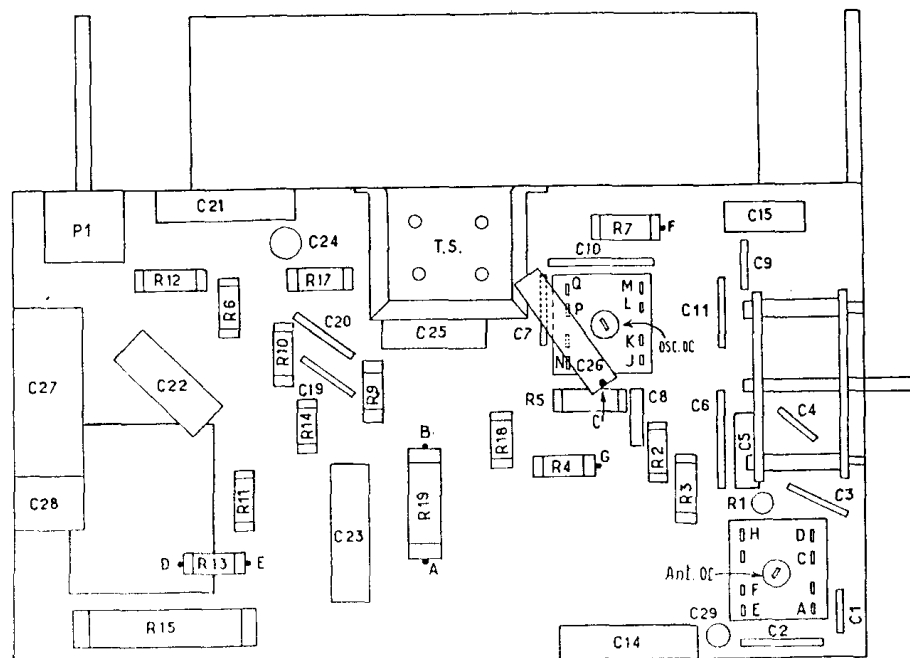 C21
P1
C24
T.S.
R7
F
C15
C10
C9
R12
R6
R17
Q
M
L
P
C11
C20
C25
C7
K
OSC.OC
R10
N
J
C26
C27
C22
C19
R9
R5
C
C8
C6
C4
R14
B
R18
R2
C5
R4
G
R3
C3
C28
R11
C23
R19
R1
H
D
C
D
R13
E
A
Ant.OC
F
E
A
C1
R15
C29
C14
C2